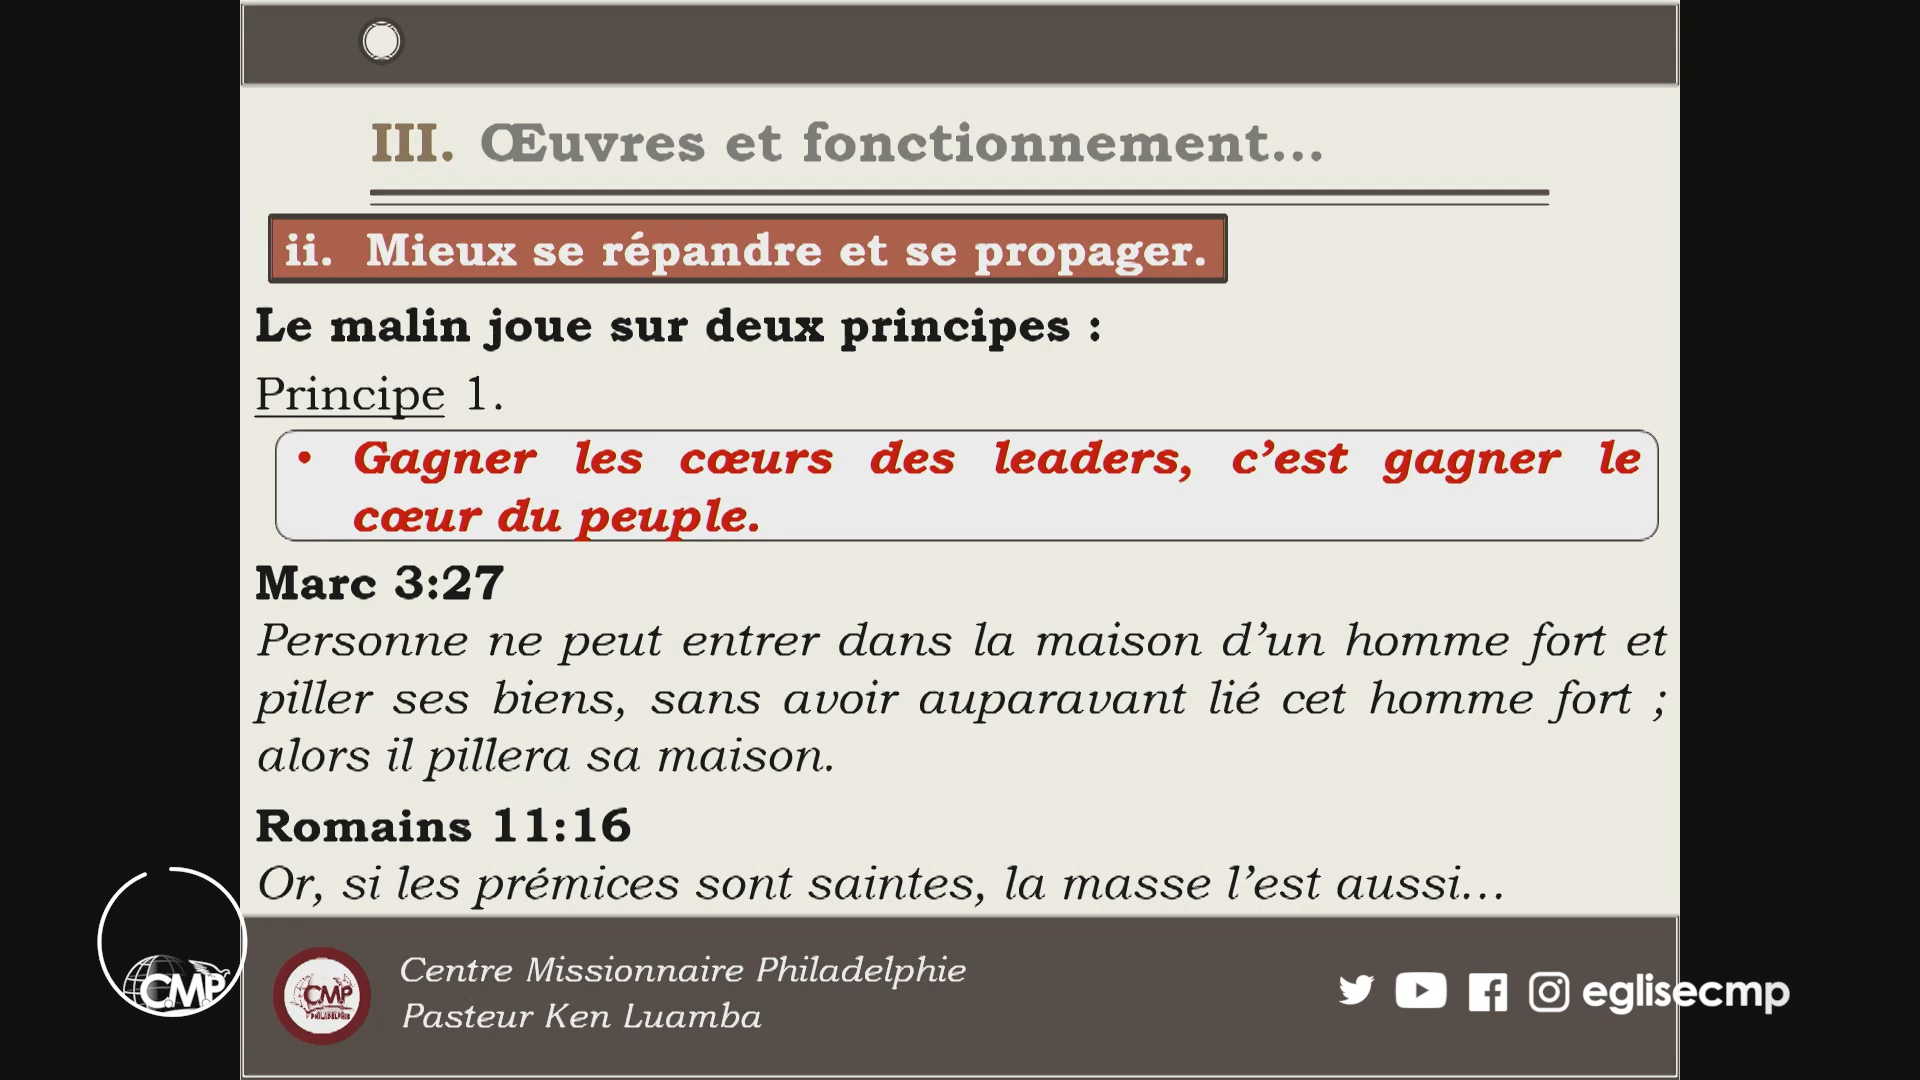 III. Œuvres et fonctionnement...
ii. Mieux se répandre et se propager.
Le malin joue sur deux principes :
Principe 1.
• Gagner les cœurs des leaders, c’est gagner le
cœur du peuple.
Marc 3:27
Personne ne peut entrer dans la maison d’un homme fort et
piller ses biens, sans avoir auparavant lié cet homme fort ;
alors il pillera sa maison.
Romains 11:16
Or, si les prémices sont saintes, la masse l’est aussi...
CMP
CMP
PHILADELPHIE
Centre Missionnaire Philadelphie
Pasteur Ken Luamba
eglisecmp